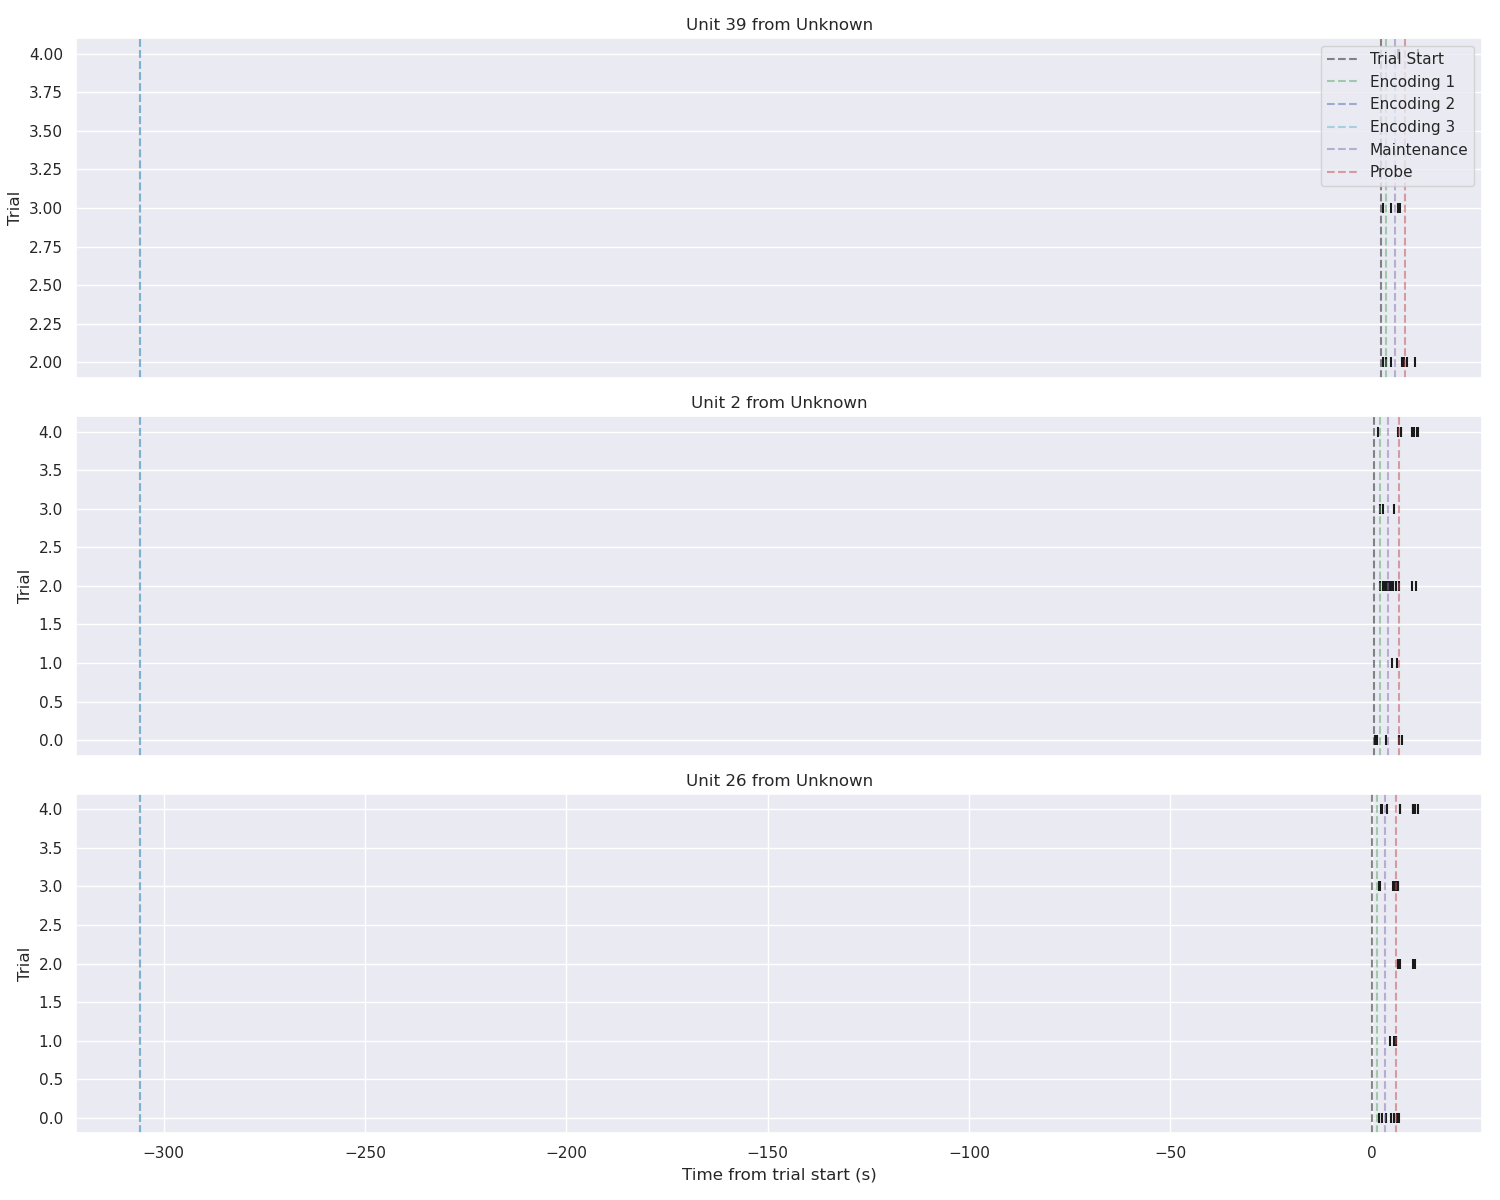 Unit 39 from Unknown
4.00
3.75
3.50
3.25
3.00
2.75
2.50
2.25
2.00
Trial
Trial Start
Encoding 1
Encoding 2
Encoding 3
Maintenance
Probe
Unit 2 from Unknown
4.0
3.5
3.0
2.5
2.0
1.5
1.0
0.5
0.0
Trial
Unit 26 from Unknown
4.0
3.5
3.0
2.5
2.0
1.5
1.0
0.5
0.0
Trial
−300 −250 −200 −150 −100 −50 0
Time from trial start (s)